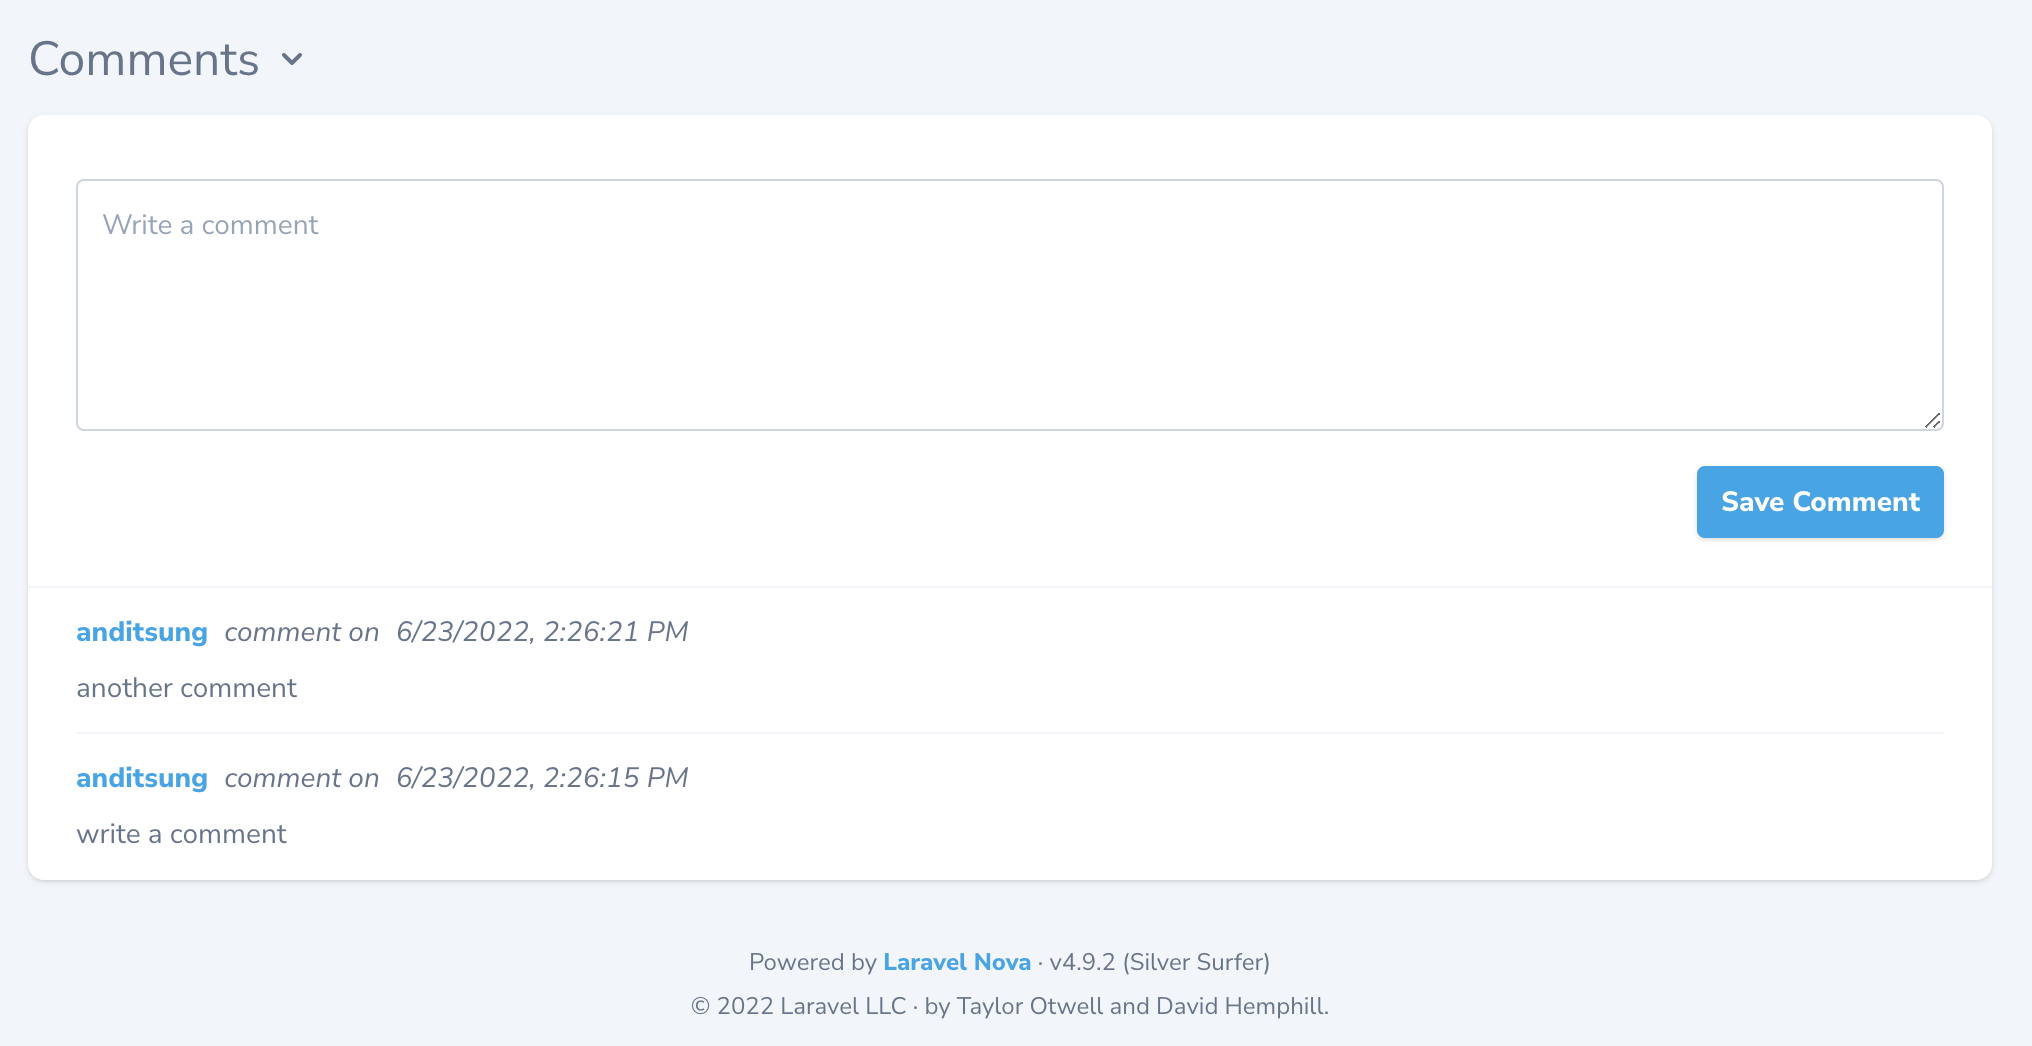 Comments
Write a comment
Save Comment
anditsung comment on 6/23/2022, 2:26:21 PM
another comment
anditsung comment on 6/23/2022, 2:26:15 PM
write a comment
Powered by Laravel Nova · v4.9.2 (Silver Surfer)
© 2022 Laravel LLC · by Taylor Otwell and David Hemphill.